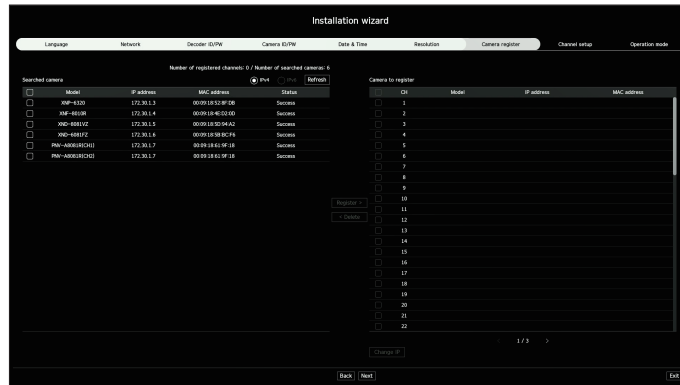 Installation wizard
Language Network Decoder ID/PW Camera ID/PW Date & Time Resolution Camera register Channel setup Operation mode
Number of registered channels: 0 / Number of searched cameras: 6
Searched camera IPv4 IPv6 Refresh
Model IP address MAC address Status
XNP-6320 172.30.1.3 00:09:18:52:8F:DB Success
XNF-8010R 172.30.1.4 00:09:18:4E:D2:0D Success
XND-8081VZ 172.30.1.5 00:09:18:5D:94:A2 Success
XND-6081FZ 172.30.1.6 00:09:18:5B:BC:F6 Success
PNV-A8081R(CH1) 172.30.1.7 00:09:18:61:9F:18 Success
PNV-A8081R(CH2) 172.30.1.7 00:09:18:61:9F:18 Success
Register >
< Delete
Camera to register
CH Model IP address MAC address
1
2
3
4
5
6
7
8
9
10
11
12
13
14
15
16
17
18
19
20
21
22
< 1 / 3 >
Change IP
Back Next Exit